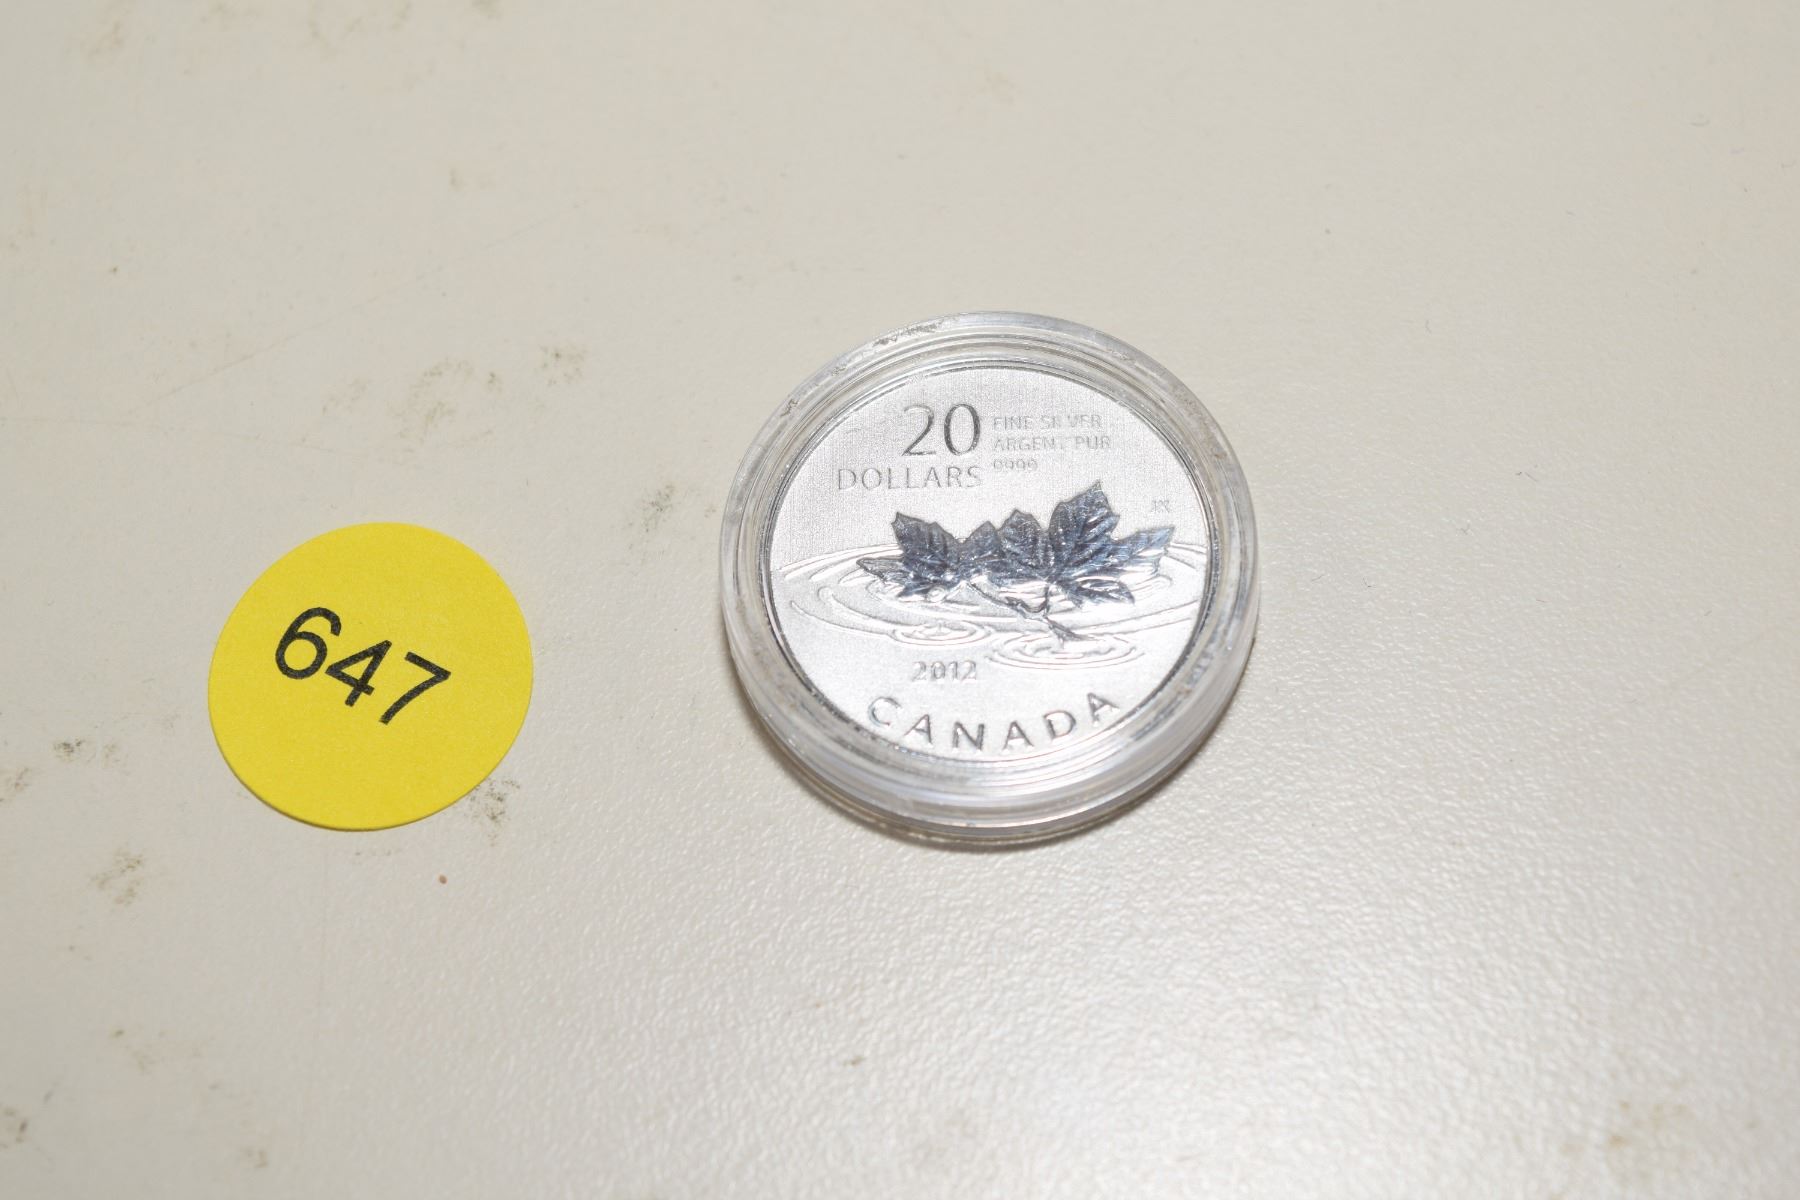 647
20
DOLLARS
FINE SILVER
ARGENT PUR
9999
2012
CANADA